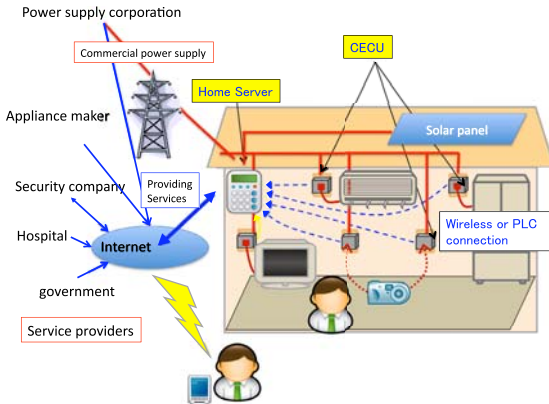 Power supply corporation
Commercial power supply
CECU
Home Server
Appliance maker
Solar panel
Security company
Providing
Services
Wireless or PLC
connection
Hospital
Internet
government
Service providers